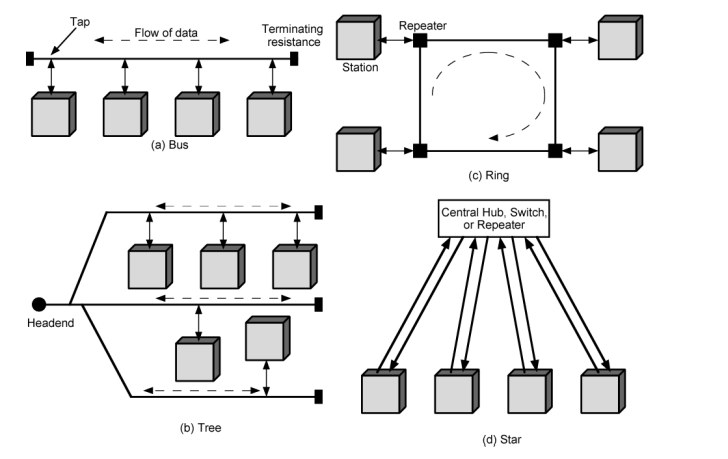 Tap
Flow of data
Terminating
resistance
(a) Bus
Repeater
Station
(c) Ring
Headend
(b) Tree
Central Hub, Switch,
or Repeater
(d) Star